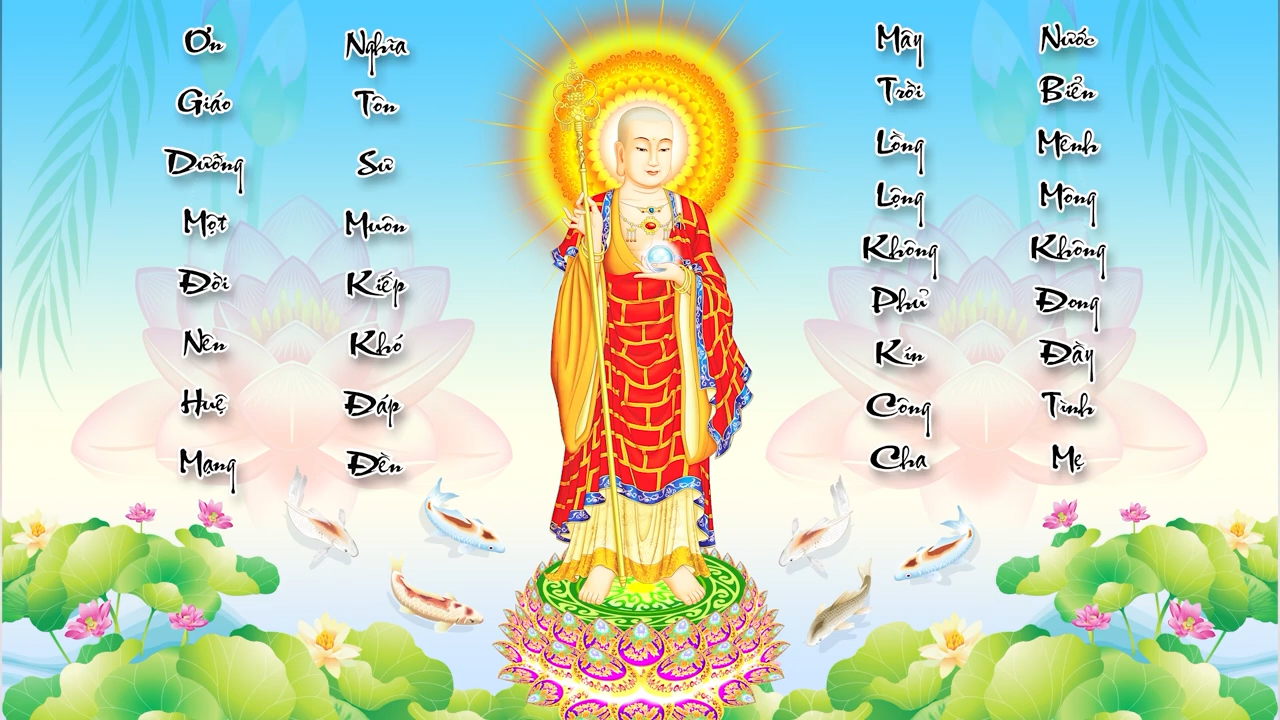 Ơn Giáo Dưỡng Một Đời Nên Huệ Mạng
Nghĩa Tôn Sư Muôn Kiếp Khó Đáp Đền
Mây Trời Lồng Lộng Không Phủ Kín Công Cha
Nước Biển Mênh Mông Không Đong Đầy Tình Mẹ